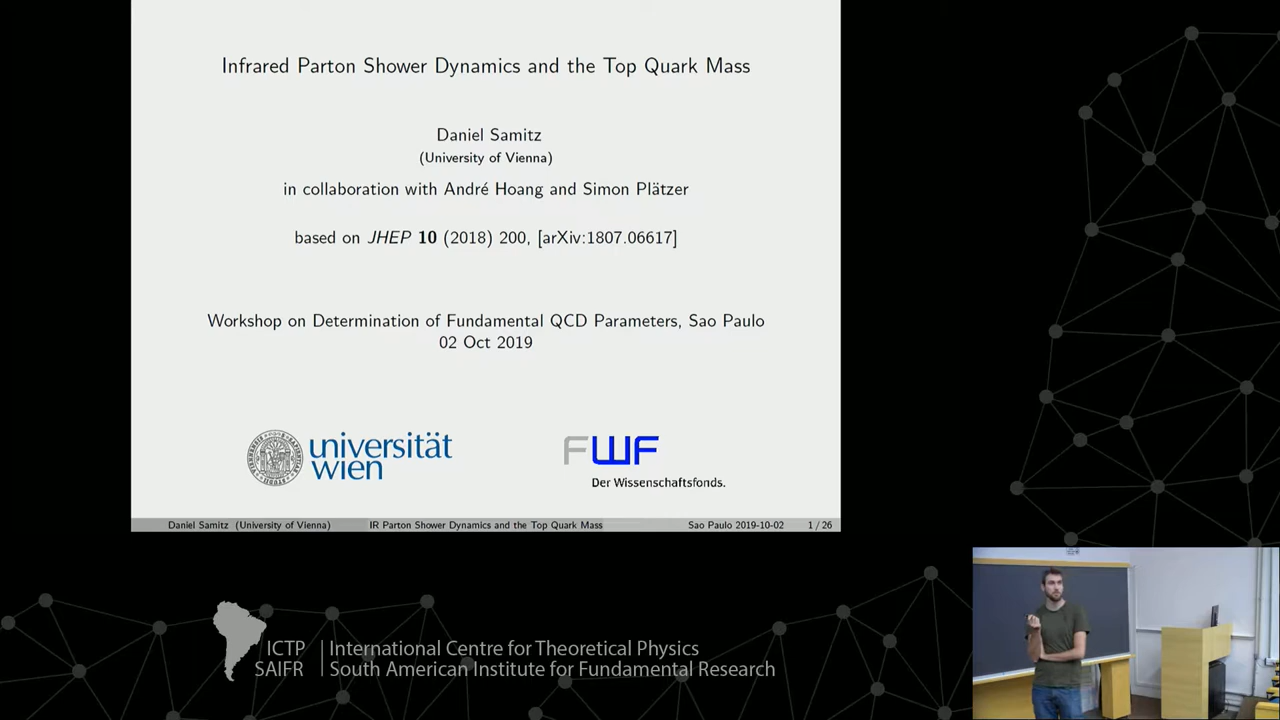 Infrared Parton Shower Dynamics and the Top Quark Mass
Daniel Samitz
(University of Vienna)
in collaboration with André Hoang and Simon Plätzer
based on JHEP 10 (2018) 200, [arXiv:1807.06617]
Workshop on Determination of Fundamental QCD Parameters, Sao Paulo
02 Oct 2019
universität
wien
FWF
Der Wissenschaftsfonds.
Daniel Samitz (University of Vienna) IR Parton Shower Dynamics and the Top Quark Mass Sao Paulo 2019-10-02 1 / 26
ICTP International Centre for Theoretical Physics
SAIFR South American Institute for Fundamental Research